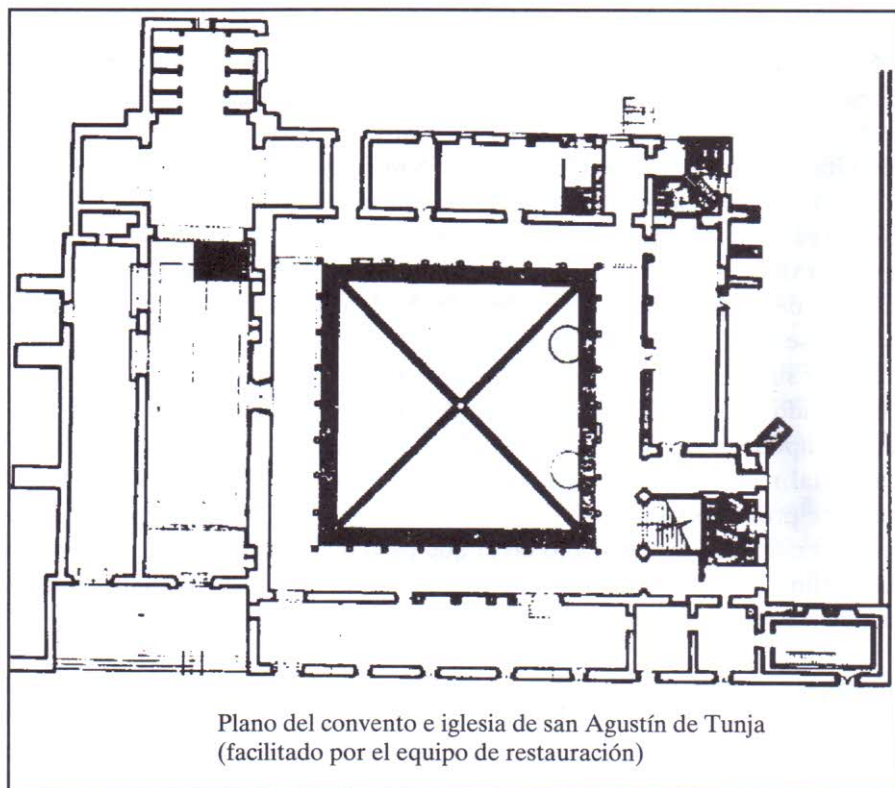 Plano del convento e iglesia de san Agustín de Tunja
(facilitado por el equipo de restauración)